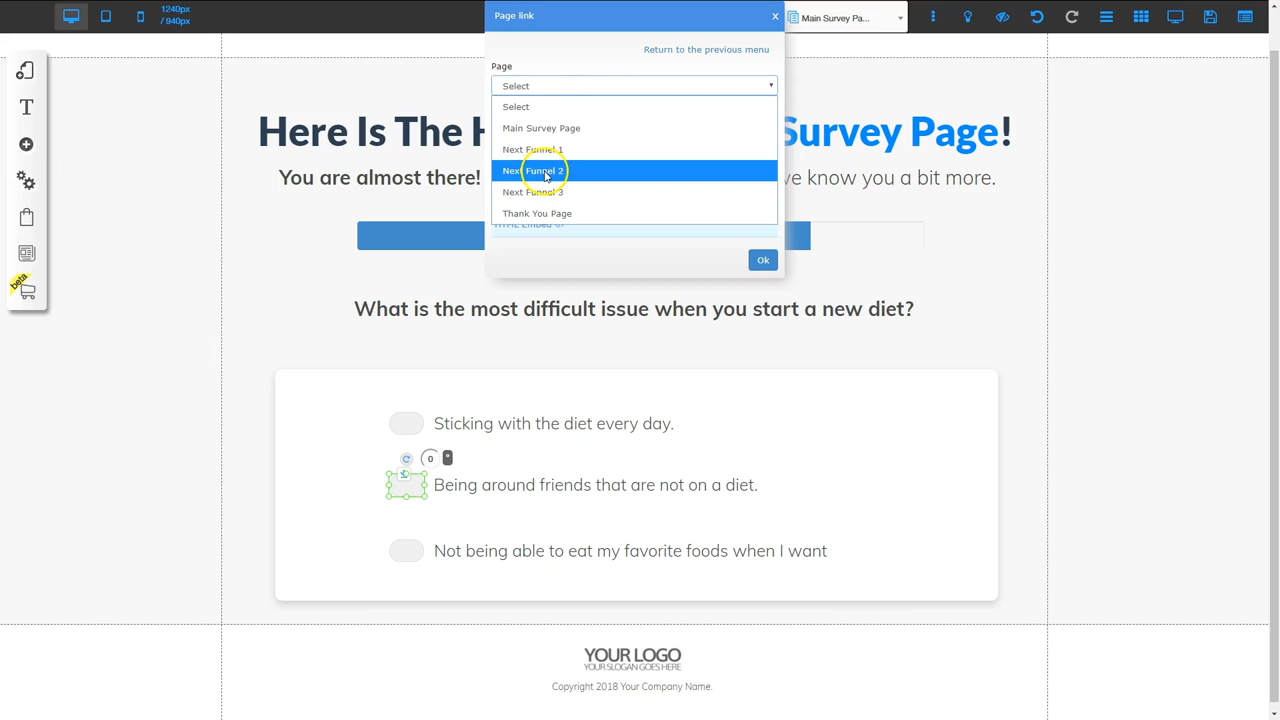 1240px
/ 940px
Page link
x
Main Survey Pa...
Return to the previous menu
Page
Select
Select
Main Survey Page
Next Funnel 1
Next Funnel 2
Next Funnel 3
Thank You Page
HTML Embed </>
Ok
Here Is The H
Survey Page!
You are almost there!
we know you a bit more.
beta
What is the most difficult issue when you start a new diet?
Sticking with the diet every day.
0
Being around friends that are not on a diet.
Not being able to eat my favorite foods when I want
YOUR LOGO
YOUR SLOGAN GOES HERE
Copyright 2018 Your Company Name.